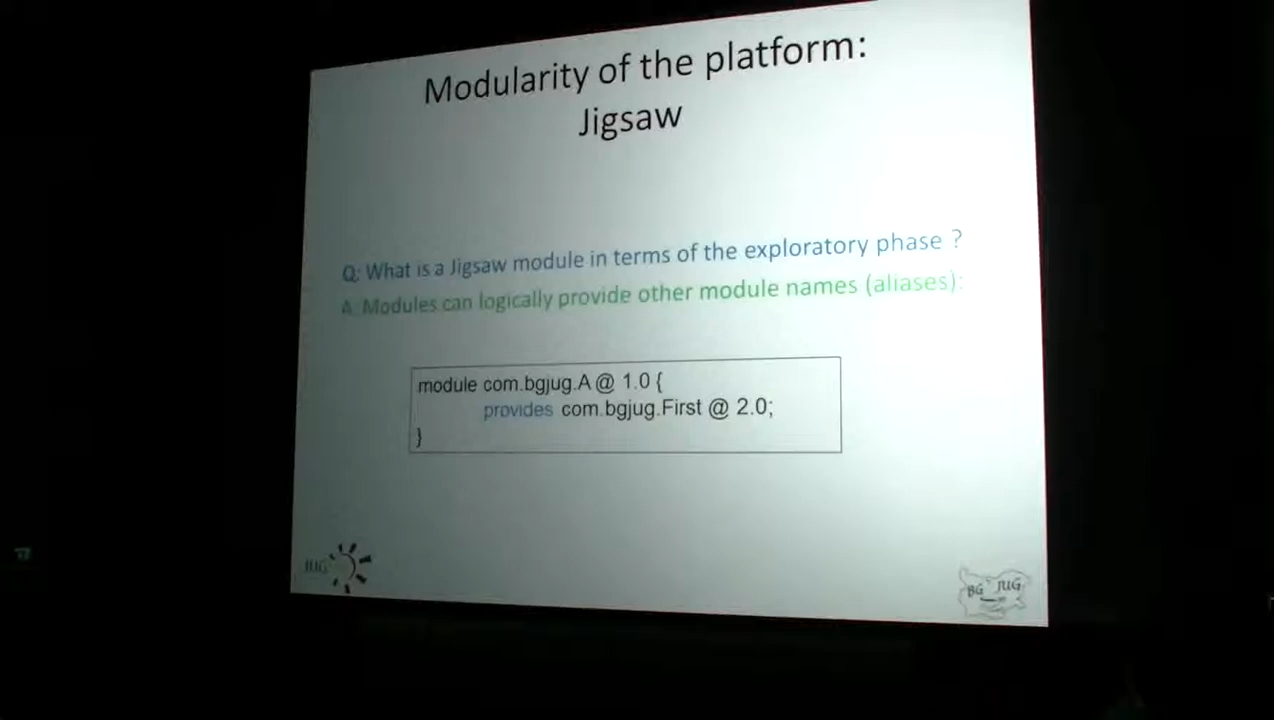 Modularity of the platform:
Jigsaw
Q: What is a Jigsaw module in terms of the exploratory phase ?
A: Modules can logically provide other module names (aliases):
module com.bgjug.A @ 1.0 {
provides com.bgjug.First @ 2.0;
}
JUG
BG JUG